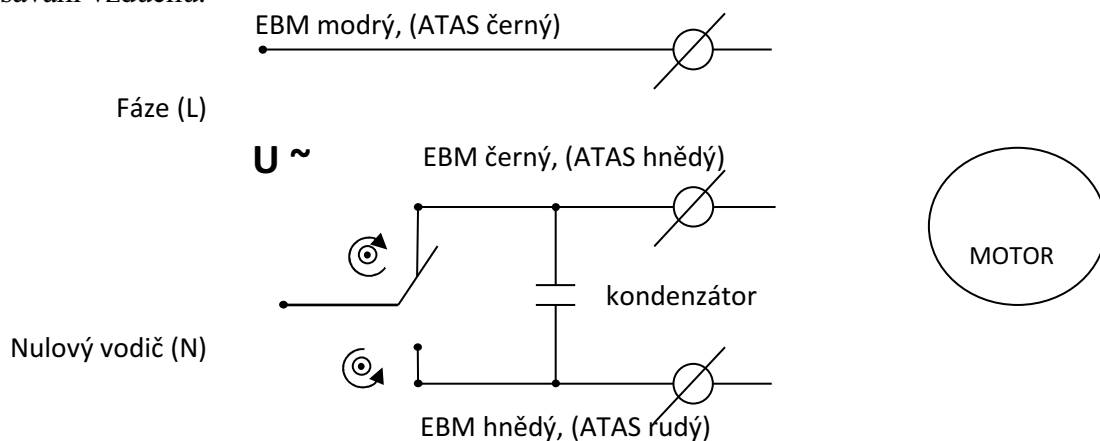 EBM modrý, (ATAS černý)
Fáze (L)
U ~
EBM černý, (ATAS hnědý)
MOTOR
kondenzátor
Nulový vodič (N)
EBM hnědý, (ATAS rudý)